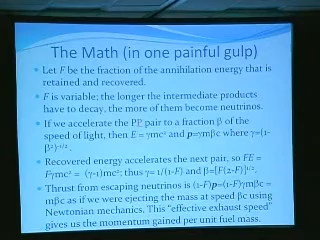 The Math (in one painful gulp)
• Let F be the fraction of the annihilation energy that is
retained and recovered.
• F is variable; the longer the intermediate products
have to decay, the more of them become neutrinos.
• If we accelerate the PP pair to a fraction β of the
speed of light, then E = γmc² and p=γmβc where γ=(1-
β²)⁻¹/².
• Recovered energy accelerates the next pair, so FE =
Fγmc² = (γ-1)mc²; thus γ= 1/(1-F) and β=[F(2-F)]¹/².
• Thrust from escaping neutrinos is (1-F)p=(1-F)γmβc =
mβc as if we were ejecting the mass at speed βc using
Newtonian mechanics. This "effective exhaust speed"
gives us the momentum gained per unit fuel mass.